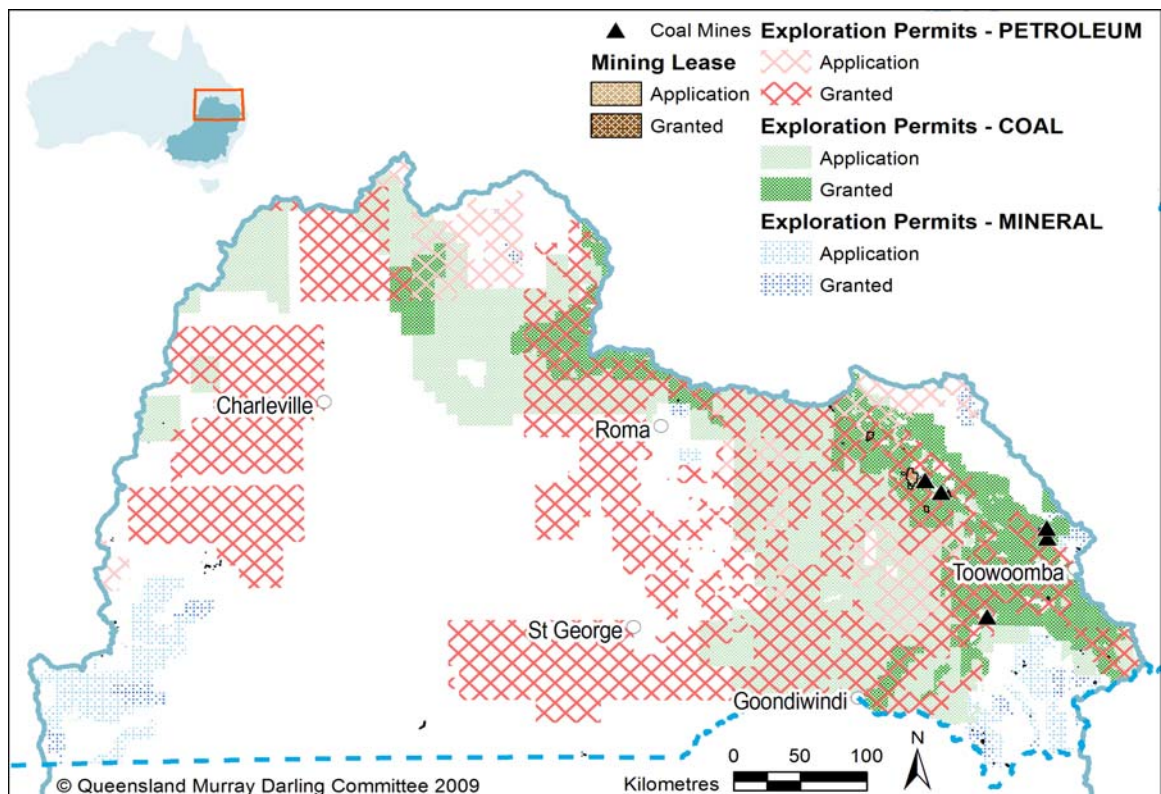 Coal Mines
Mining Lease
Application
Granted
Exploration Permits - PETROLEUM
Application
Granted
Exploration Permits - COAL
Application
Granted
Exploration Permits - MINERAL
Application
Granted
Charleville
Roma
Toowoomba
St George
Goondiwindi
N
0 50 100
Kilometres
© Queensland Murray Darling Committee 2009